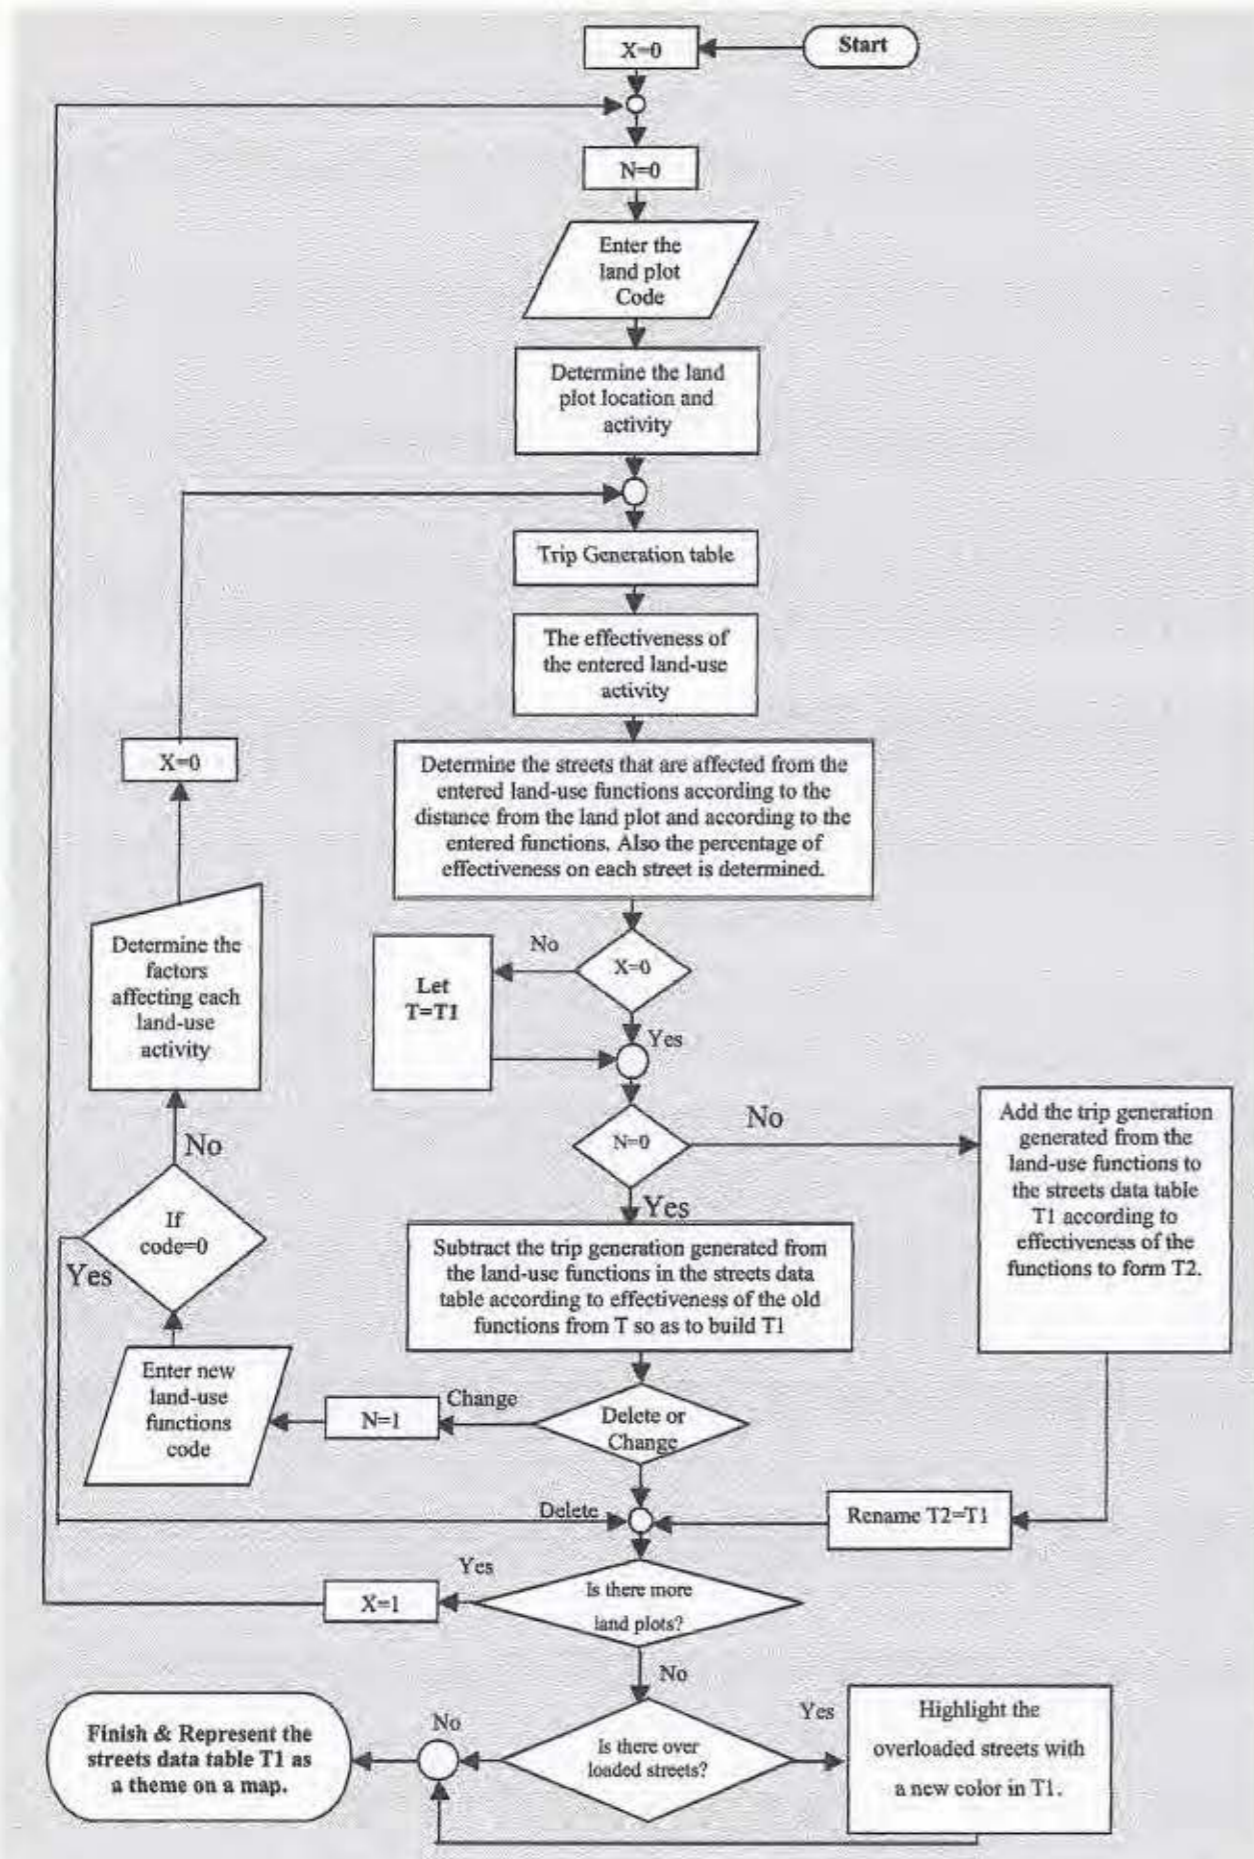 Start
X=0
N=0
Enter the
land plot
Code
Determine the land
plot location and
activity
Trip Generation table
The effectiveness of
the entered land-use
activity
Determine the streets that are affected from the
entered land-use functions according to the
distance from the land plot and according to the
entered functions. Also the percentage of
effectiveness on each street is determined.
X=0
No
Let
T=T1
Yes
N=0
No
Add the trip generation
generated from the
land-use functions to
the streets data table
T1 according to
effectiveness of the
functions to form T2.
Yes
Subtract the trip generation generated from
the land-use functions in the streets data
table according to effectiveness of the old
functions from T so as to build T1
Delete or
Change
Change
N=1
Enter new
land-use
functions
code
If
code=0
Yes
No
Determine the
factors
affecting each
land-use
activity
X=0
Delete
Rename T2=T1
Is there more
land plots?
Yes
X=1
No
Is there over
loaded streets?
Yes
Highlight the
overloaded streets with
a new color in T1.
No
Finish & Represent the
streets data table T1 as
a theme on a map.